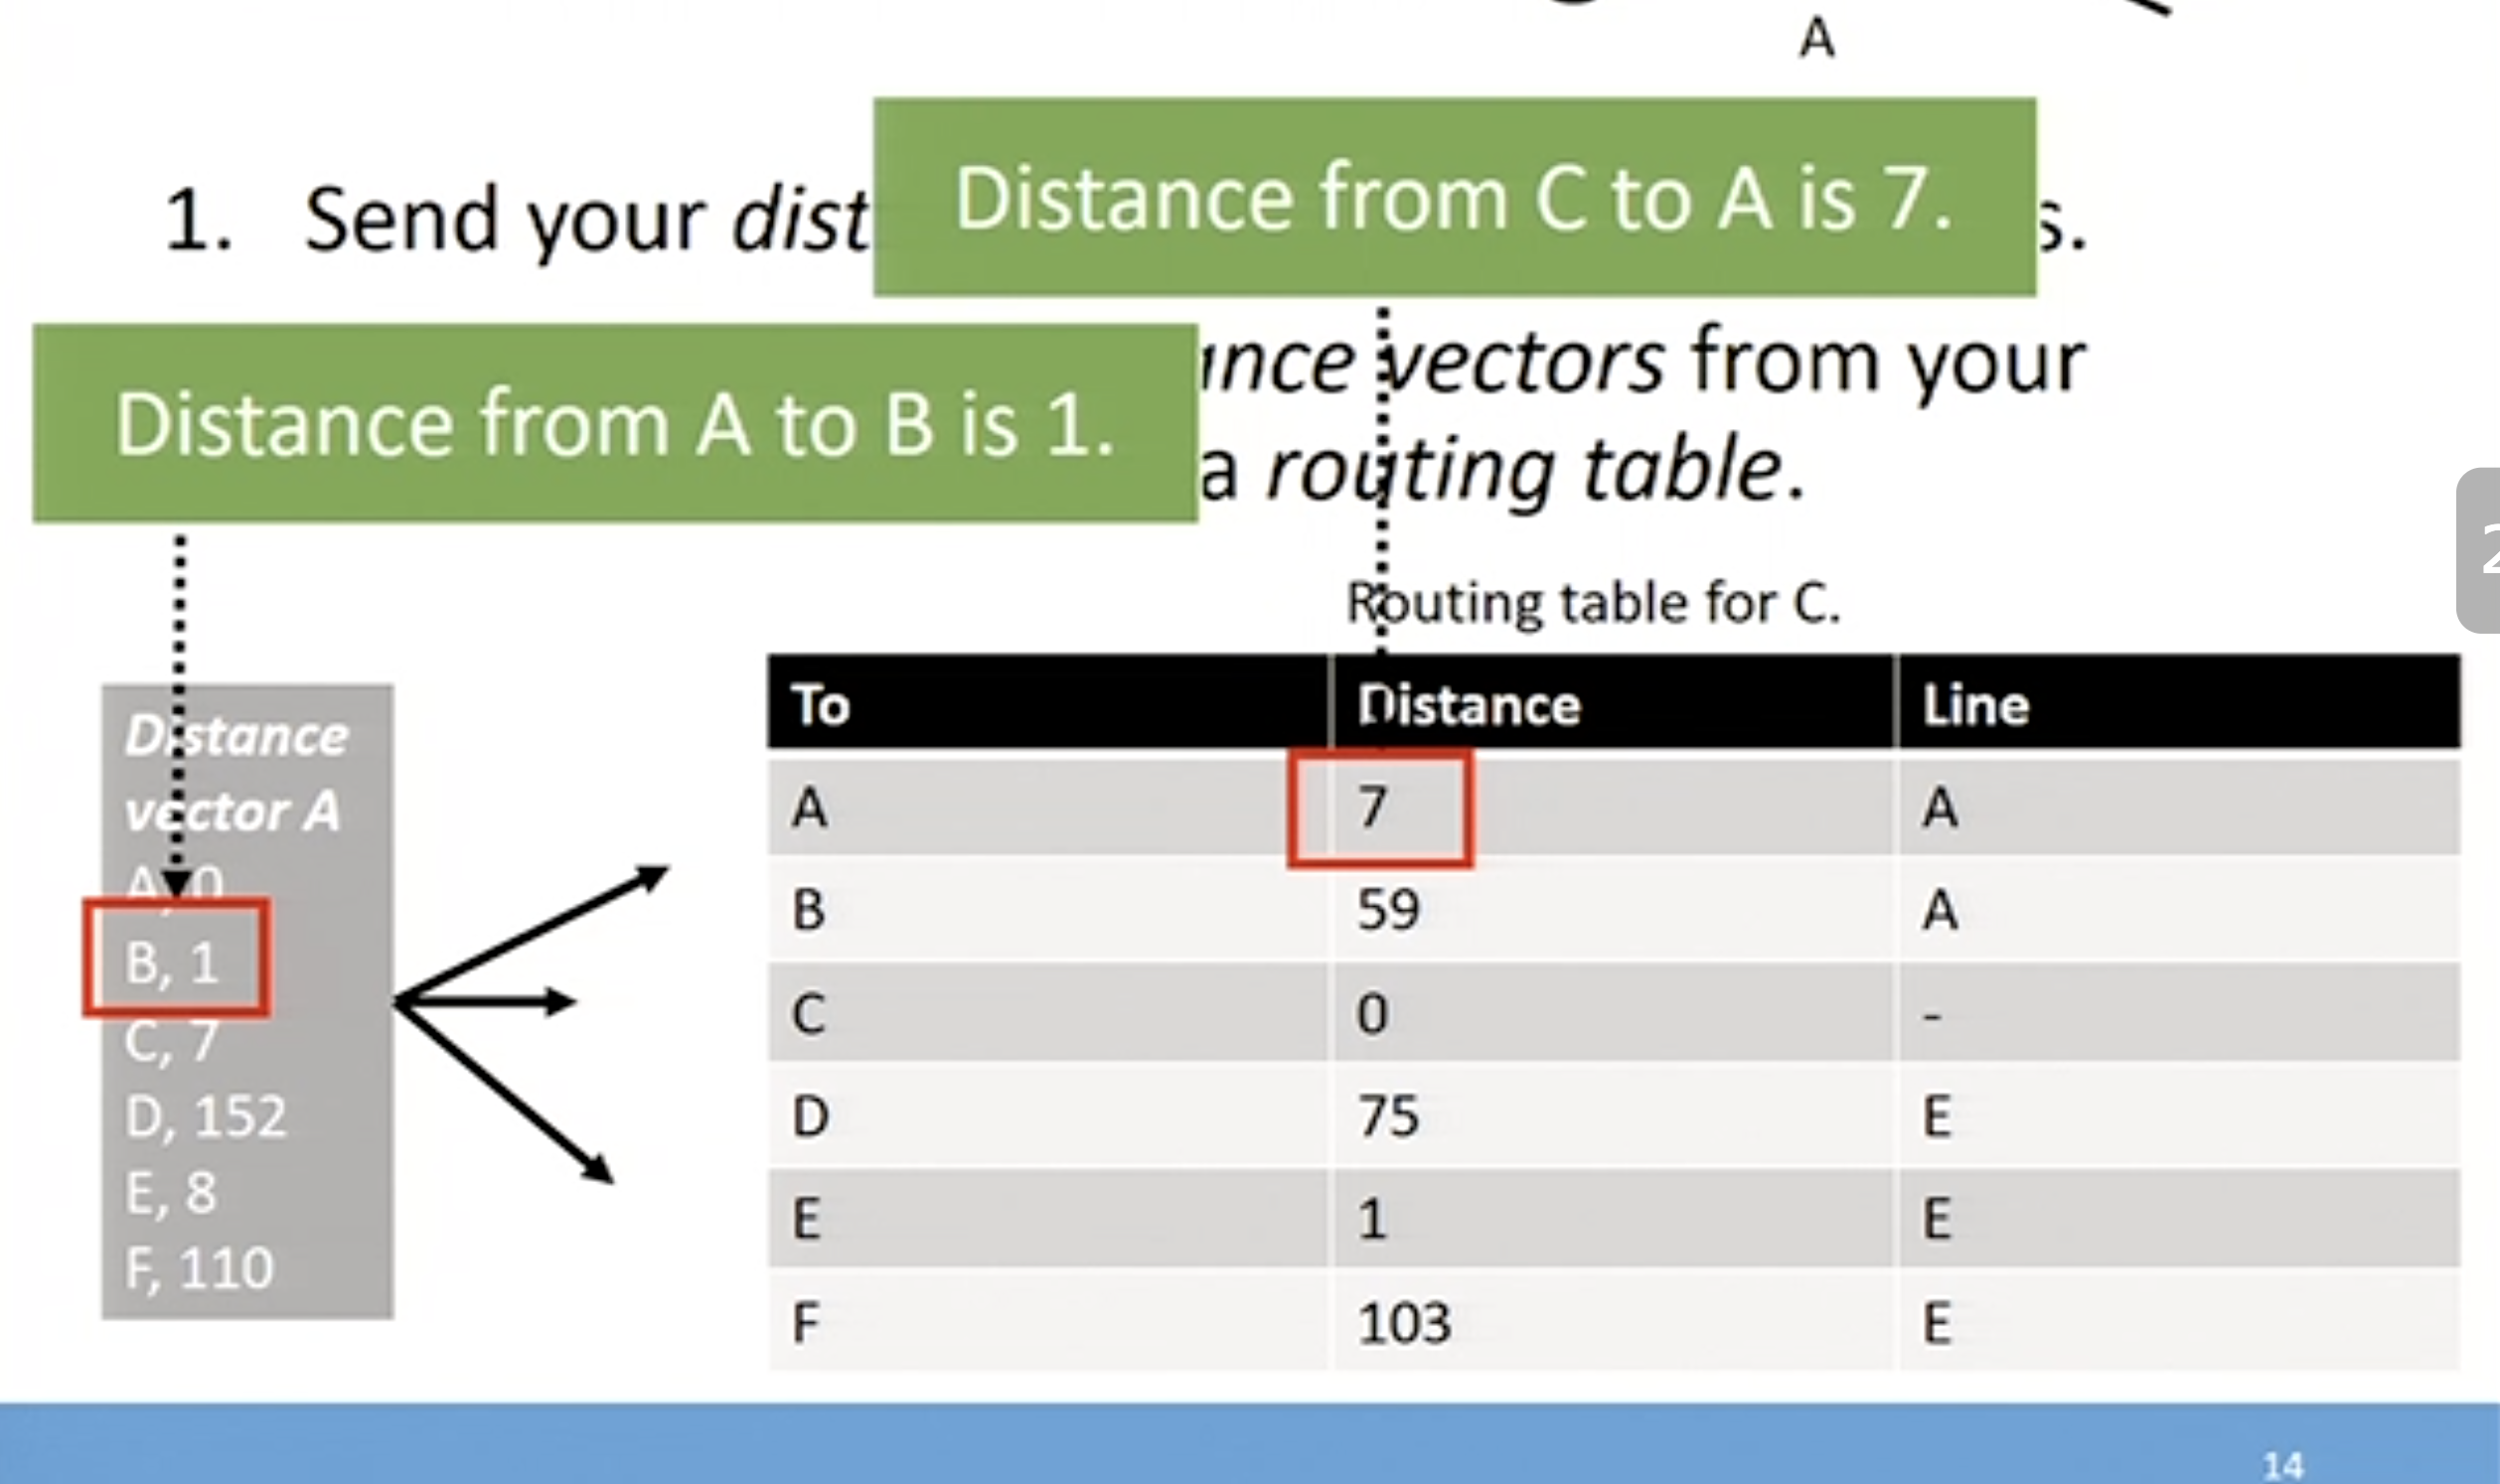 A
Distance from C to A is 7.
1. Send your dist
s.
vectors from your
Distance from A to B is 1.
a routing table.
2
Routing table for C.
To Distance Line
Distance
vector A
A, 0
B, 1
C, 7
D, 152
E, 8
F, 110
A 7 A
B 59 A
C 0 -
D 75 E
E 1 E
F 103 E
14